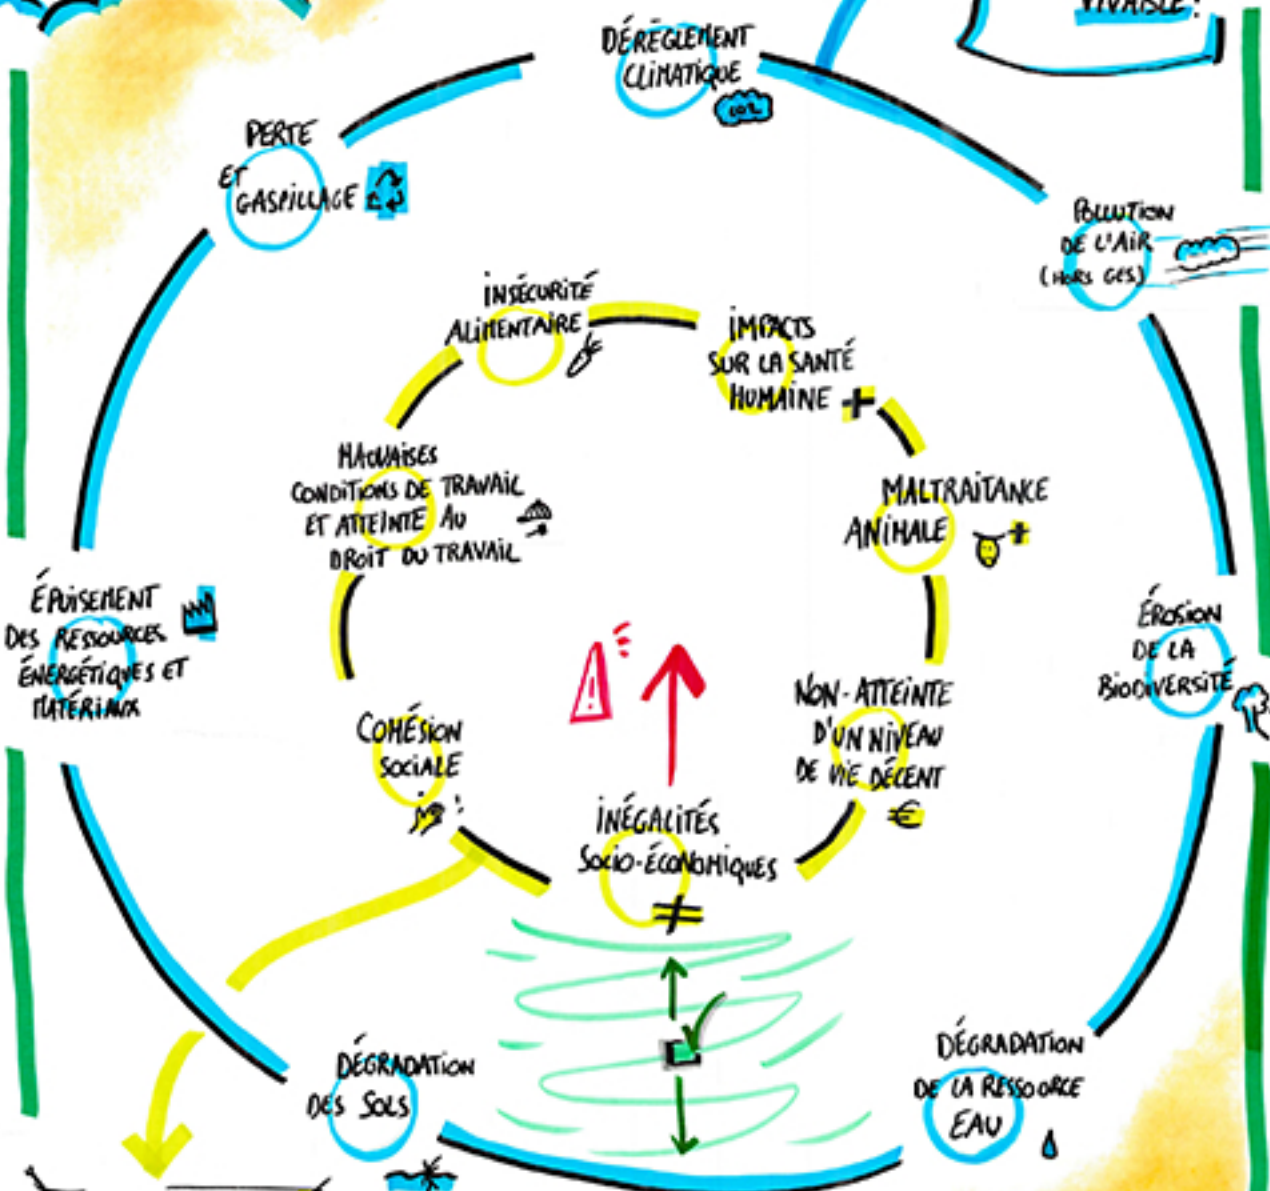 VIVABLE!
DÉRÈGLEMENT
CLIMATIQUE
CO2
PERTE
ET
GASPILLAGE
POLLUTION
DE L'AIR
(HORS GES)
INSÉCURITÉ
ALIMENTAIRE
IMPACTS
SUR LA SANTÉ
HUMAINE
MAUVAISES
CONDITIONS DE TRAVAIL
ET ATTEINTE AU
DROIT DU TRAVAIL
MALTRAITANCE
ANIMALE
ÉPUISEMENT
DES RESSOURCES
ÉNERGÉTIQUES ET
MATÉRIAUX
ÉROSION
DE LA
BIODIVERSITÉ
COHÉSION
SOCIALE
NON-ATTEINTE
D'UN NIVEAU
DE VIE DÉCENT
€
INÉGALITÉS
SOCIO-ÉCONOMIQUES
≠
DÉGRADATION
DES SOLS
DÉGRADATION
DE LA RESSOURCE
EAU